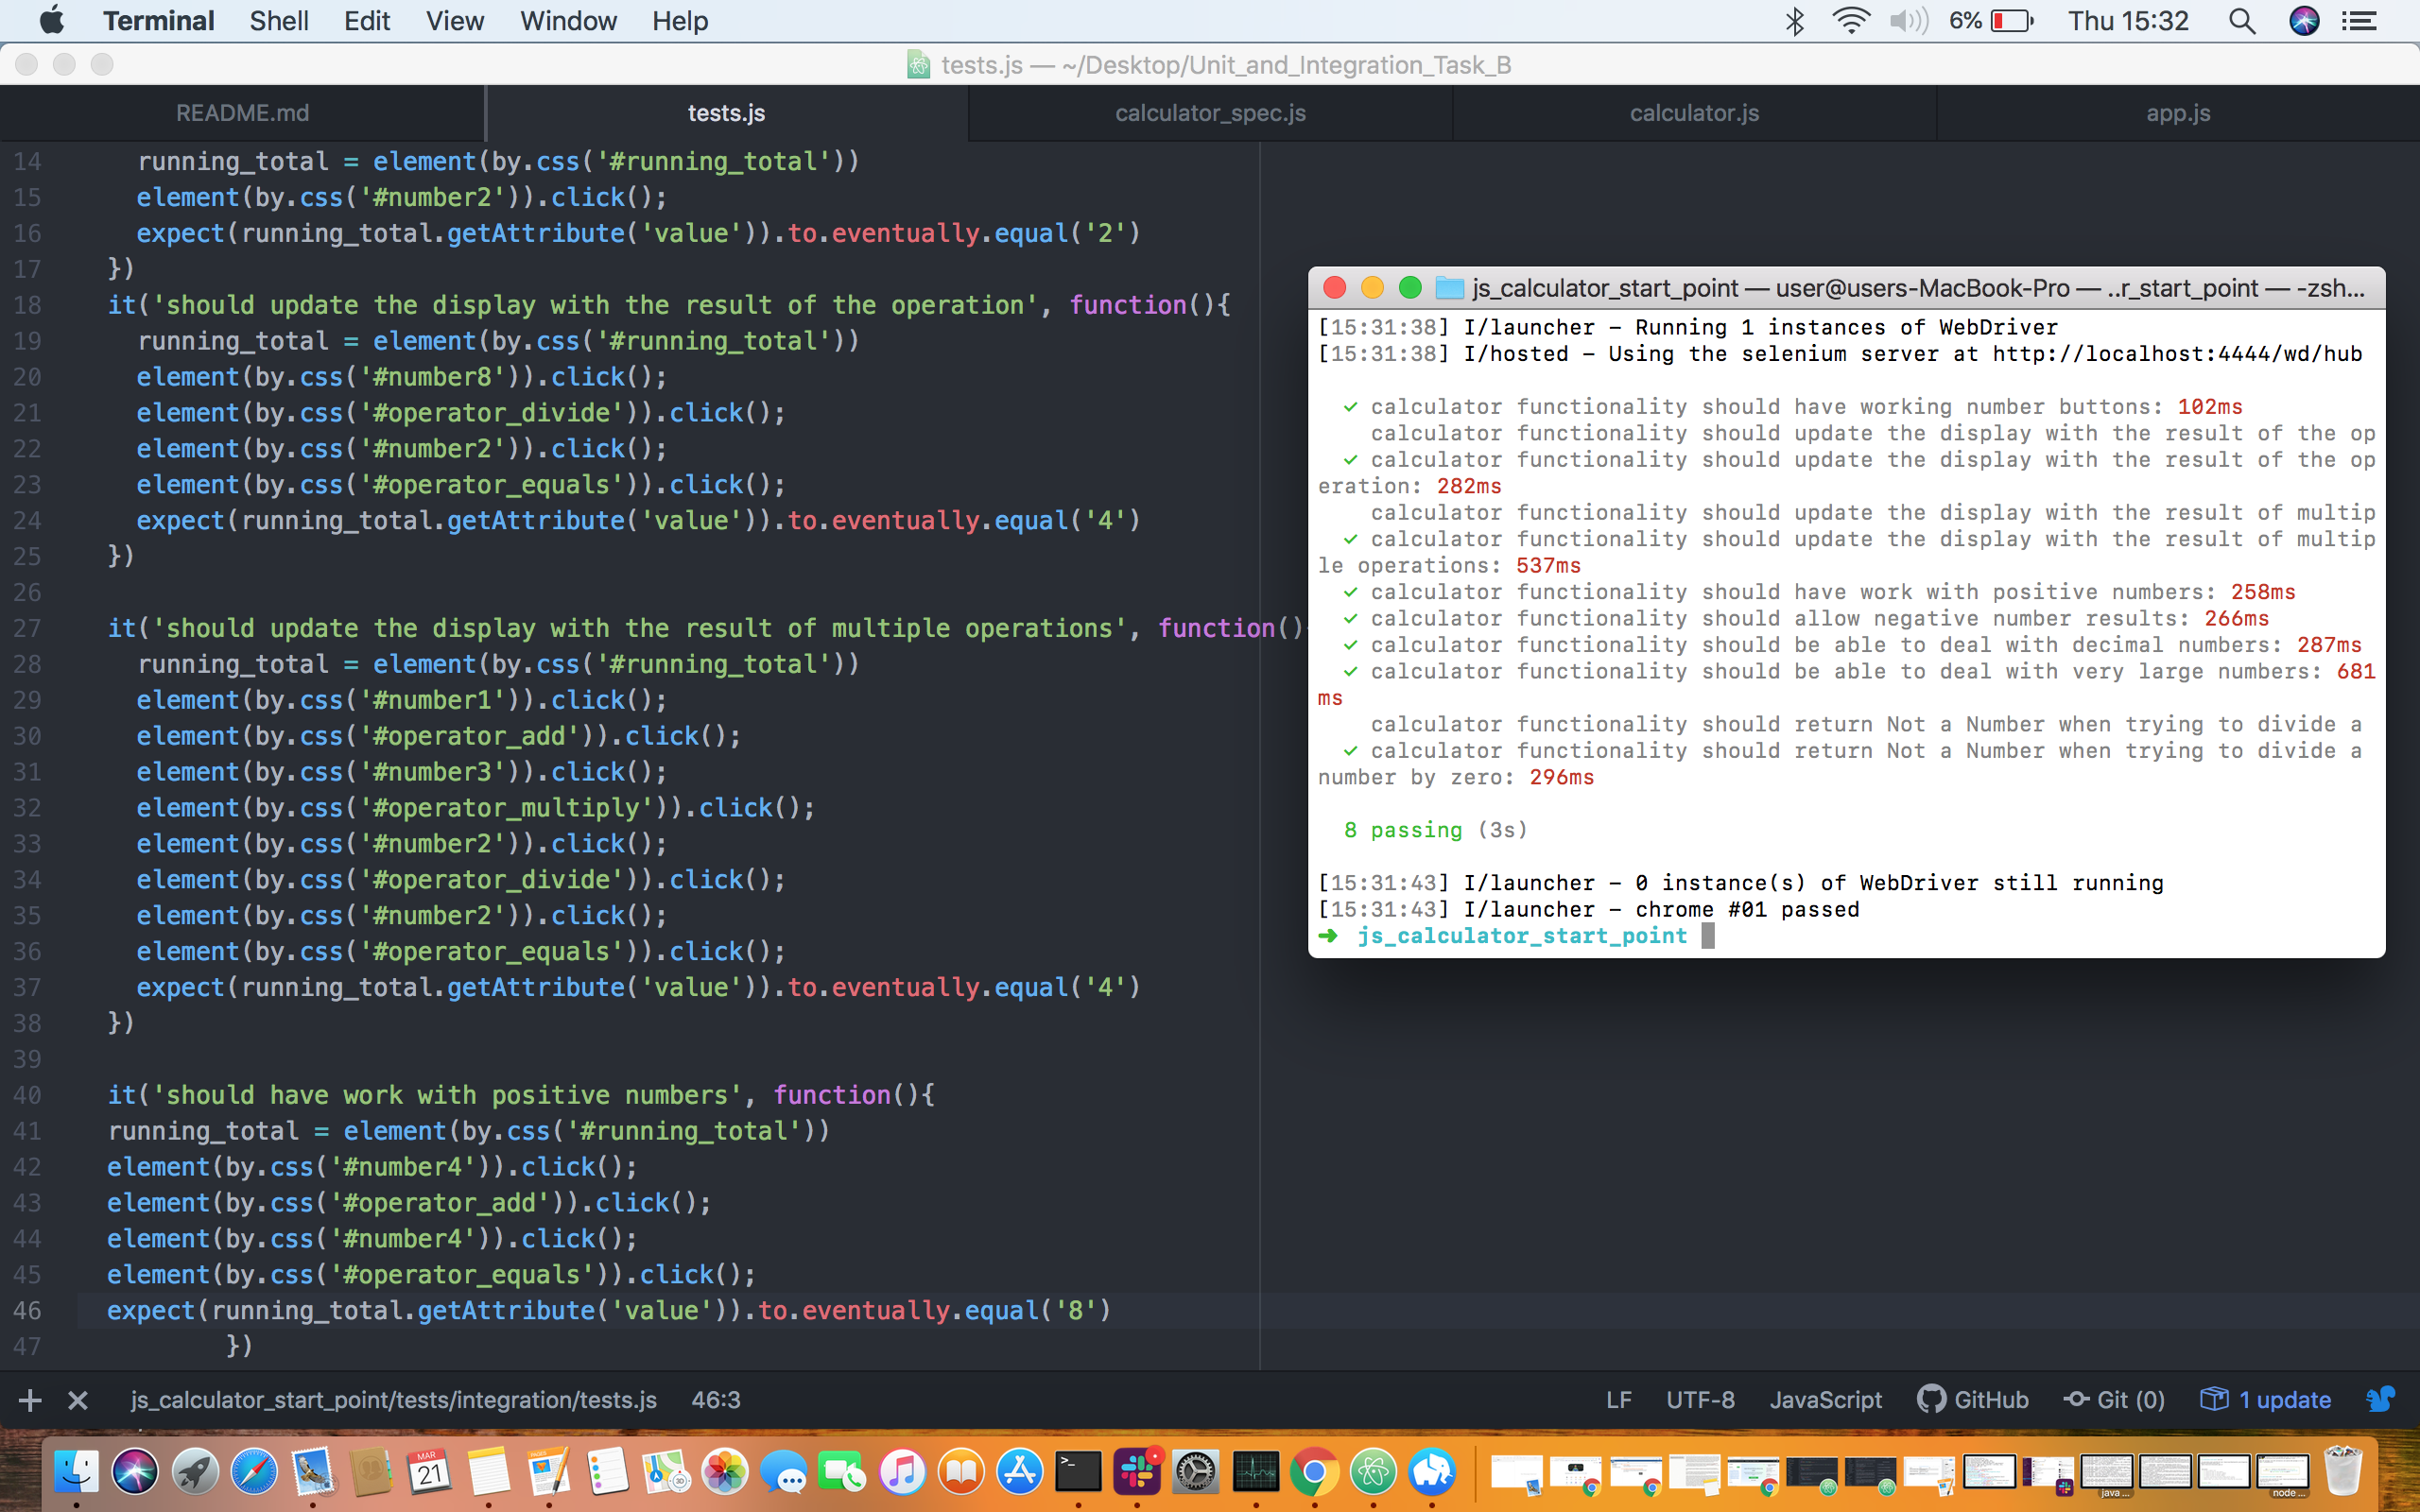 Terminal Shell Edit View Window Help 6% Thu 15:32
tests.js — ~/Desktop/Unit_and_Integration_Task_B
README.md tests.js calculator_spec.js calculator.js app.js
14 running_total = element(by.css('#running_total'))
15 element(by.css('#number2')).click();
16 expect(running_total.getAttribute('value')).to.eventually.equal('2')
17 })
18 it('should update the display with the result of the operation', function(){
19 running_total = element(by.css('#running_total'))
20 element(by.css('#number8')).click();
21 element(by.css('#operator_divide')).click();
22 element(by.css('#number2')).click();
23 element(by.css('#operator_equals')).click();
24 expect(running_total.getAttribute('value')).to.eventually.equal('4')
25 })
26
27 it('should update the display with the result of multiple operations', function()
28 running_total = element(by.css('#running_total'))
29 element(by.css('#number1')).click();
30 element(by.css('#operator_add')).click();
31 element(by.css('#number3')).click();
32 element(by.css('#operator_multiply')).click();
33 element(by.css('#number2')).click();
34 element(by.css('#operator_divide')).click();
35 element(by.css('#number2')).click();
36 element(by.css('#operator_equals')).click();
37 expect(running_total.getAttribute('value')).to.eventually.equal('4')
38 })
39
40 it('should have work with positive numbers', function(){
41 running_total = element(by.css('#running_total'))
42 element(by.css('#number4')).click();
43 element(by.css('#operator_add')).click();
44 element(by.css('#number4')).click();
45 element(by.css('#operator_equals')).click();
46 expect(running_total.getAttribute('value')).to.eventually.equal('8')
47 })
js_calculator_start_point — user@users-MacBook-Pro — ..r_start_point — -zsh...
[15:31:38] I/launcher – Running 1 instances of WebDriver
[15:31:38] I/hosted – Using the selenium server at http://localhost:4444/wd/hub
✓ calculator functionality should have working number buttons: 102ms
calculator functionality should update the display with the result of the op
✓ calculator functionality should update the display with the result of the op
eration: 282ms
calculator functionality should update the display with the result of multip
✓ calculator functionality should update the display with the result of multip
le operations: 537ms
✓ calculator functionality should have work with positive numbers: 258ms
✓ calculator functionality should allow negative number results: 266ms
✓ calculator functionality should be able to deal with decimal numbers: 287ms
✓ calculator functionality should be able to deal with very large numbers: 681
ms
calculator functionality should return Not a Number when trying to divide a
✓ calculator functionality should return Not a Number when trying to divide a
number by zero: 296ms
8 passing (3s)
[15:31:43] I/launcher – 0 instance(s) of WebDriver still running
[15:31:43] I/launcher – chrome #01 passed
➜ js_calculator_start_point
js_calculator_start_point/tests/integration/tests.js 46:3 LF UTF-8 JavaScript GitHub Git (0) 1 update
MAR
21
java ...
node ...